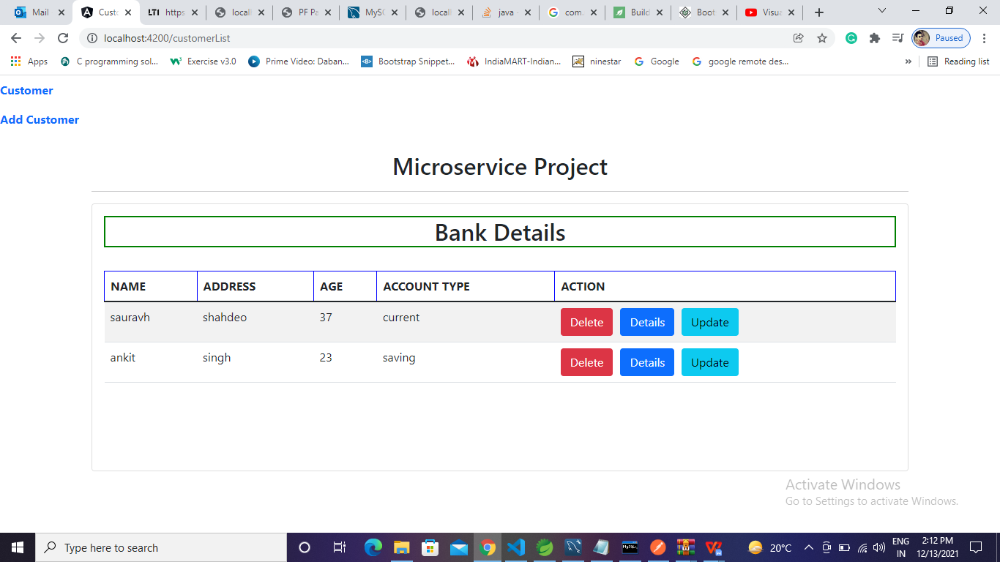 Mail Custo LTI https locall PF Pa MySQ locall java com. Build Boot Visua
localhost:4200/customerList Paused
Apps C programming sol... Exercise v3.0 Prime Video: Daban... Bootstrap Snippet... IndiaMART-Indian... ninestar Google google remote des... » Reading list
Customer
Add Customer
Microservice Project
Bank Details
NAME ADDRESS AGE ACCOUNT TYPE ACTION
sauravh shahdeo 37 current Delete Details Update
ankit singh 23 saving Delete Details Update
Activate Windows
Go to Settings to activate Windows.
Type here to search 20°C ENG 2:12 PM
IN 12/13/2021